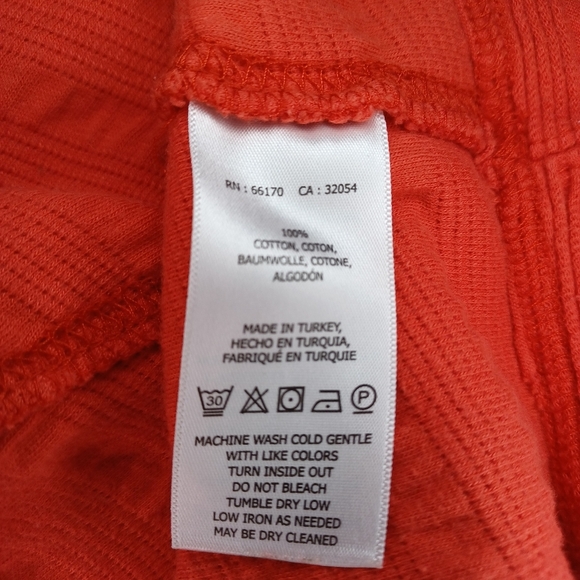 RN : 66170 CA : 32054
100%
COTTON, COTON,
BAUMWOLLE, COTONE,
ALGODÓN
MADE IN TURKEY,
HECHO EN TURQUIA,
FABRIQUÉ EN TURQUIE
30 P
MACHINE WASH COLD GENTLE
WITH LIKE COLORS
TURN INSIDE OUT
DO NOT BLEACH
TUMBLE DRY LOW
LOW IRON AS NEEDED
MAY BE DRY CLEANED